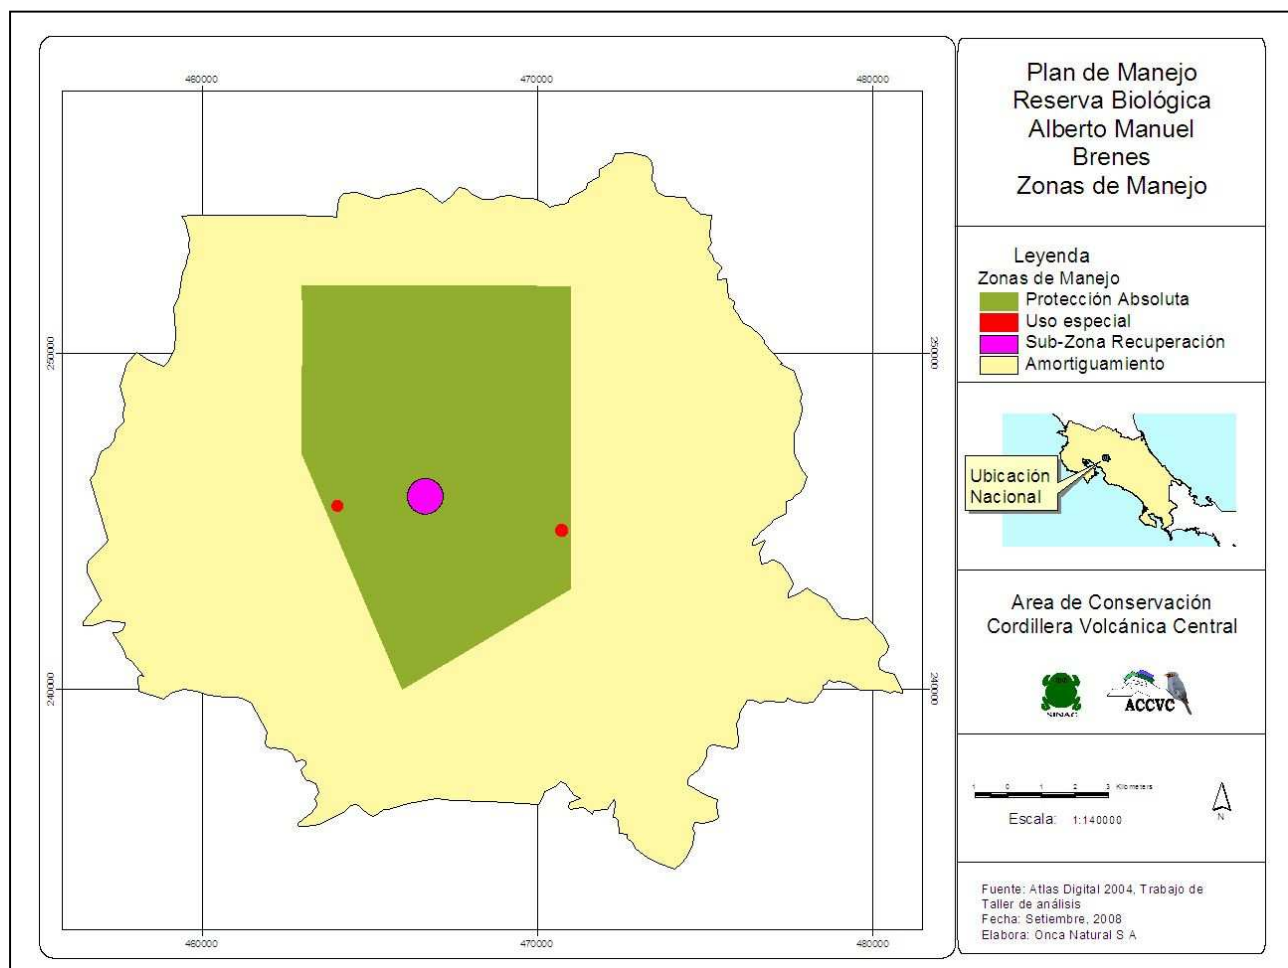 460000
470000
480000
250000
250000
240000
240000
460000
470000
480000
Plan de Manejo
Reserva Biológica
Alberto Manuel
Brenes
Zonas de Manejo
Leyenda
Zonas de Manejo
Protección Absoluta
Uso especial
Sub-Zona Recuperación
Amortiguamiento
Ubicación
Nacional
Area de Conservación
Cordillera Volcánica Central
SINAC
ACCVC
1 0 1 2 3 Kilometers
Escala: 1:140000
N
Fuente: Atlas Digital 2004, Trabajo de
Taller de análisis
Fecha: Setiembre, 2008
Elabora: Onca Natural S A